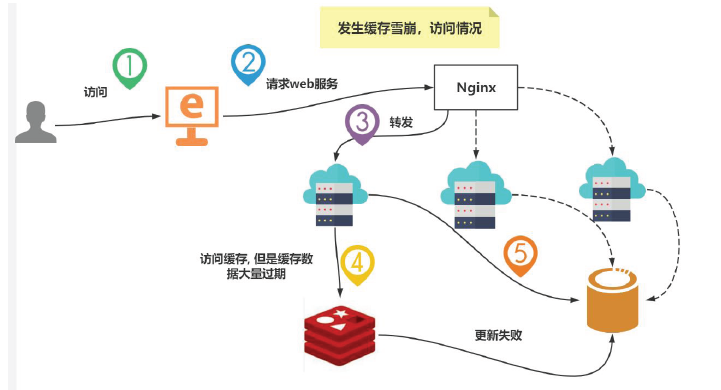 发生缓存雪崩，访问情况
1
2
访问
请求web服务
Nginx
e
3
转发
访问缓存, 但是缓存数
据大量过期
4
5
更新失败